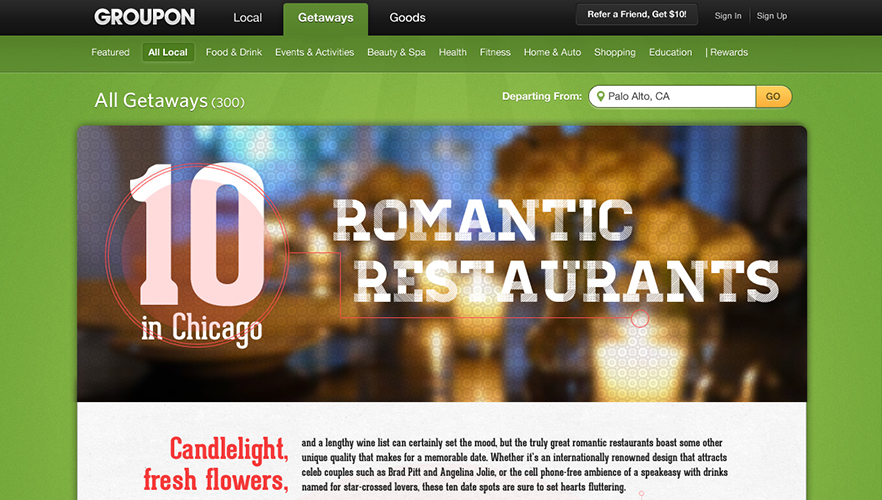 GROUPON
Local
Getaways
Goods
Refer a Friend, Get $10!
Sign In
Sign Up
Featured
All Local
Food & Drink
Events & Activities
Beauty & Spa
Health
Fitness
Home & Auto
Shopping
Education
| Rewards
All Getaways (300)
Departing From:
Palo Alto, CA
GO
10
in Chicago
ROMANTIC
RESTAURANTS
Candlelight,
fresh flowers,
and a lengthy wine list can certainly set the mood, but the truly great romantic restaurants boast some other
unique quality that makes for a memorable date. Whether it's an internationally renowned design that attracts
celeb couples such as Brad Pitt and Angelina Jolie, or the cell phone-free ambience of a speakeasy with drinks
named for star-crossed lovers, these ten date spots are sure to set hearts fluttering.